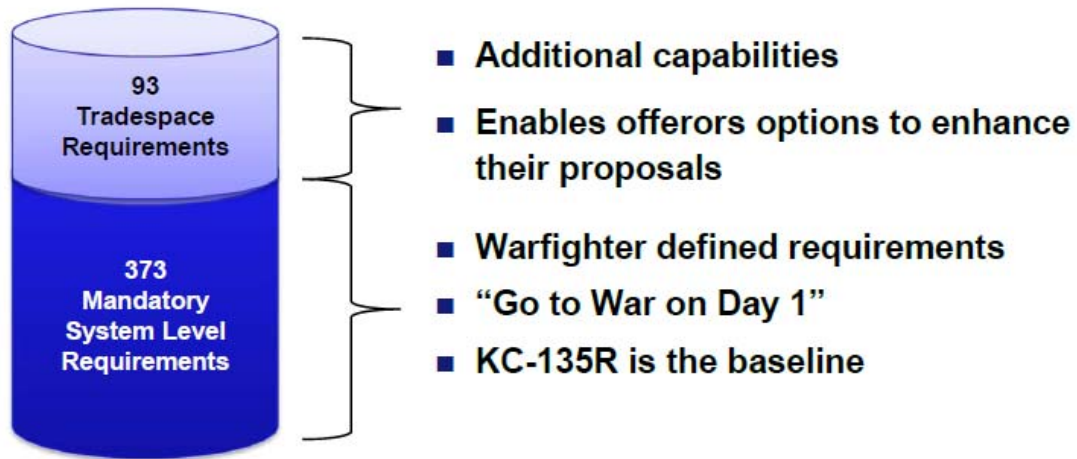 93
Tradespace
Requirements
373
Mandatory
System Level
Requirements
■ Additional capabilities
■ Enables offerors options to enhance
their proposals
■ Warfighter defined requirements
■ “Go to War on Day 1”
■ KC-135R is the baseline